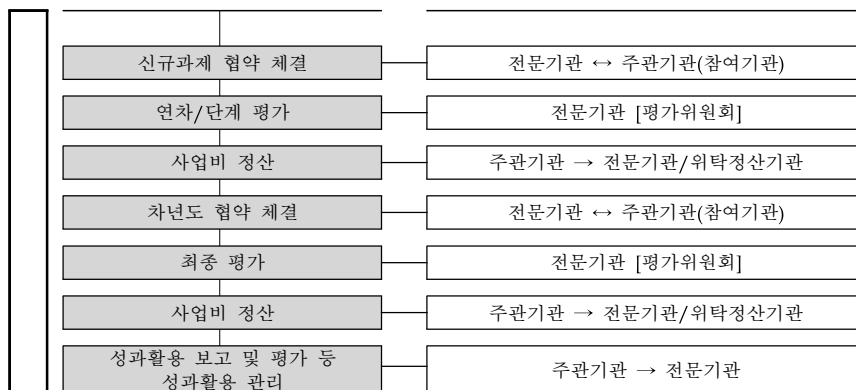 신규과제 협약 체결
전문기관 ↔ 주관기관(참여기관)
연차/단계 평가
전문기관 [평가위원회]
사업비 정산
주관기관 → 전문기관/위탁정산기관
차년도 협약 체결
전문기관 ↔ 주관기관(참여기관)
최종 평가
전문기관 [평가위원회]
사업비 정산
주관기관 → 전문기관/위탁정산기관
성과활용 보고 및 평가 등
성과활용 관리
주관기관 → 전문기관